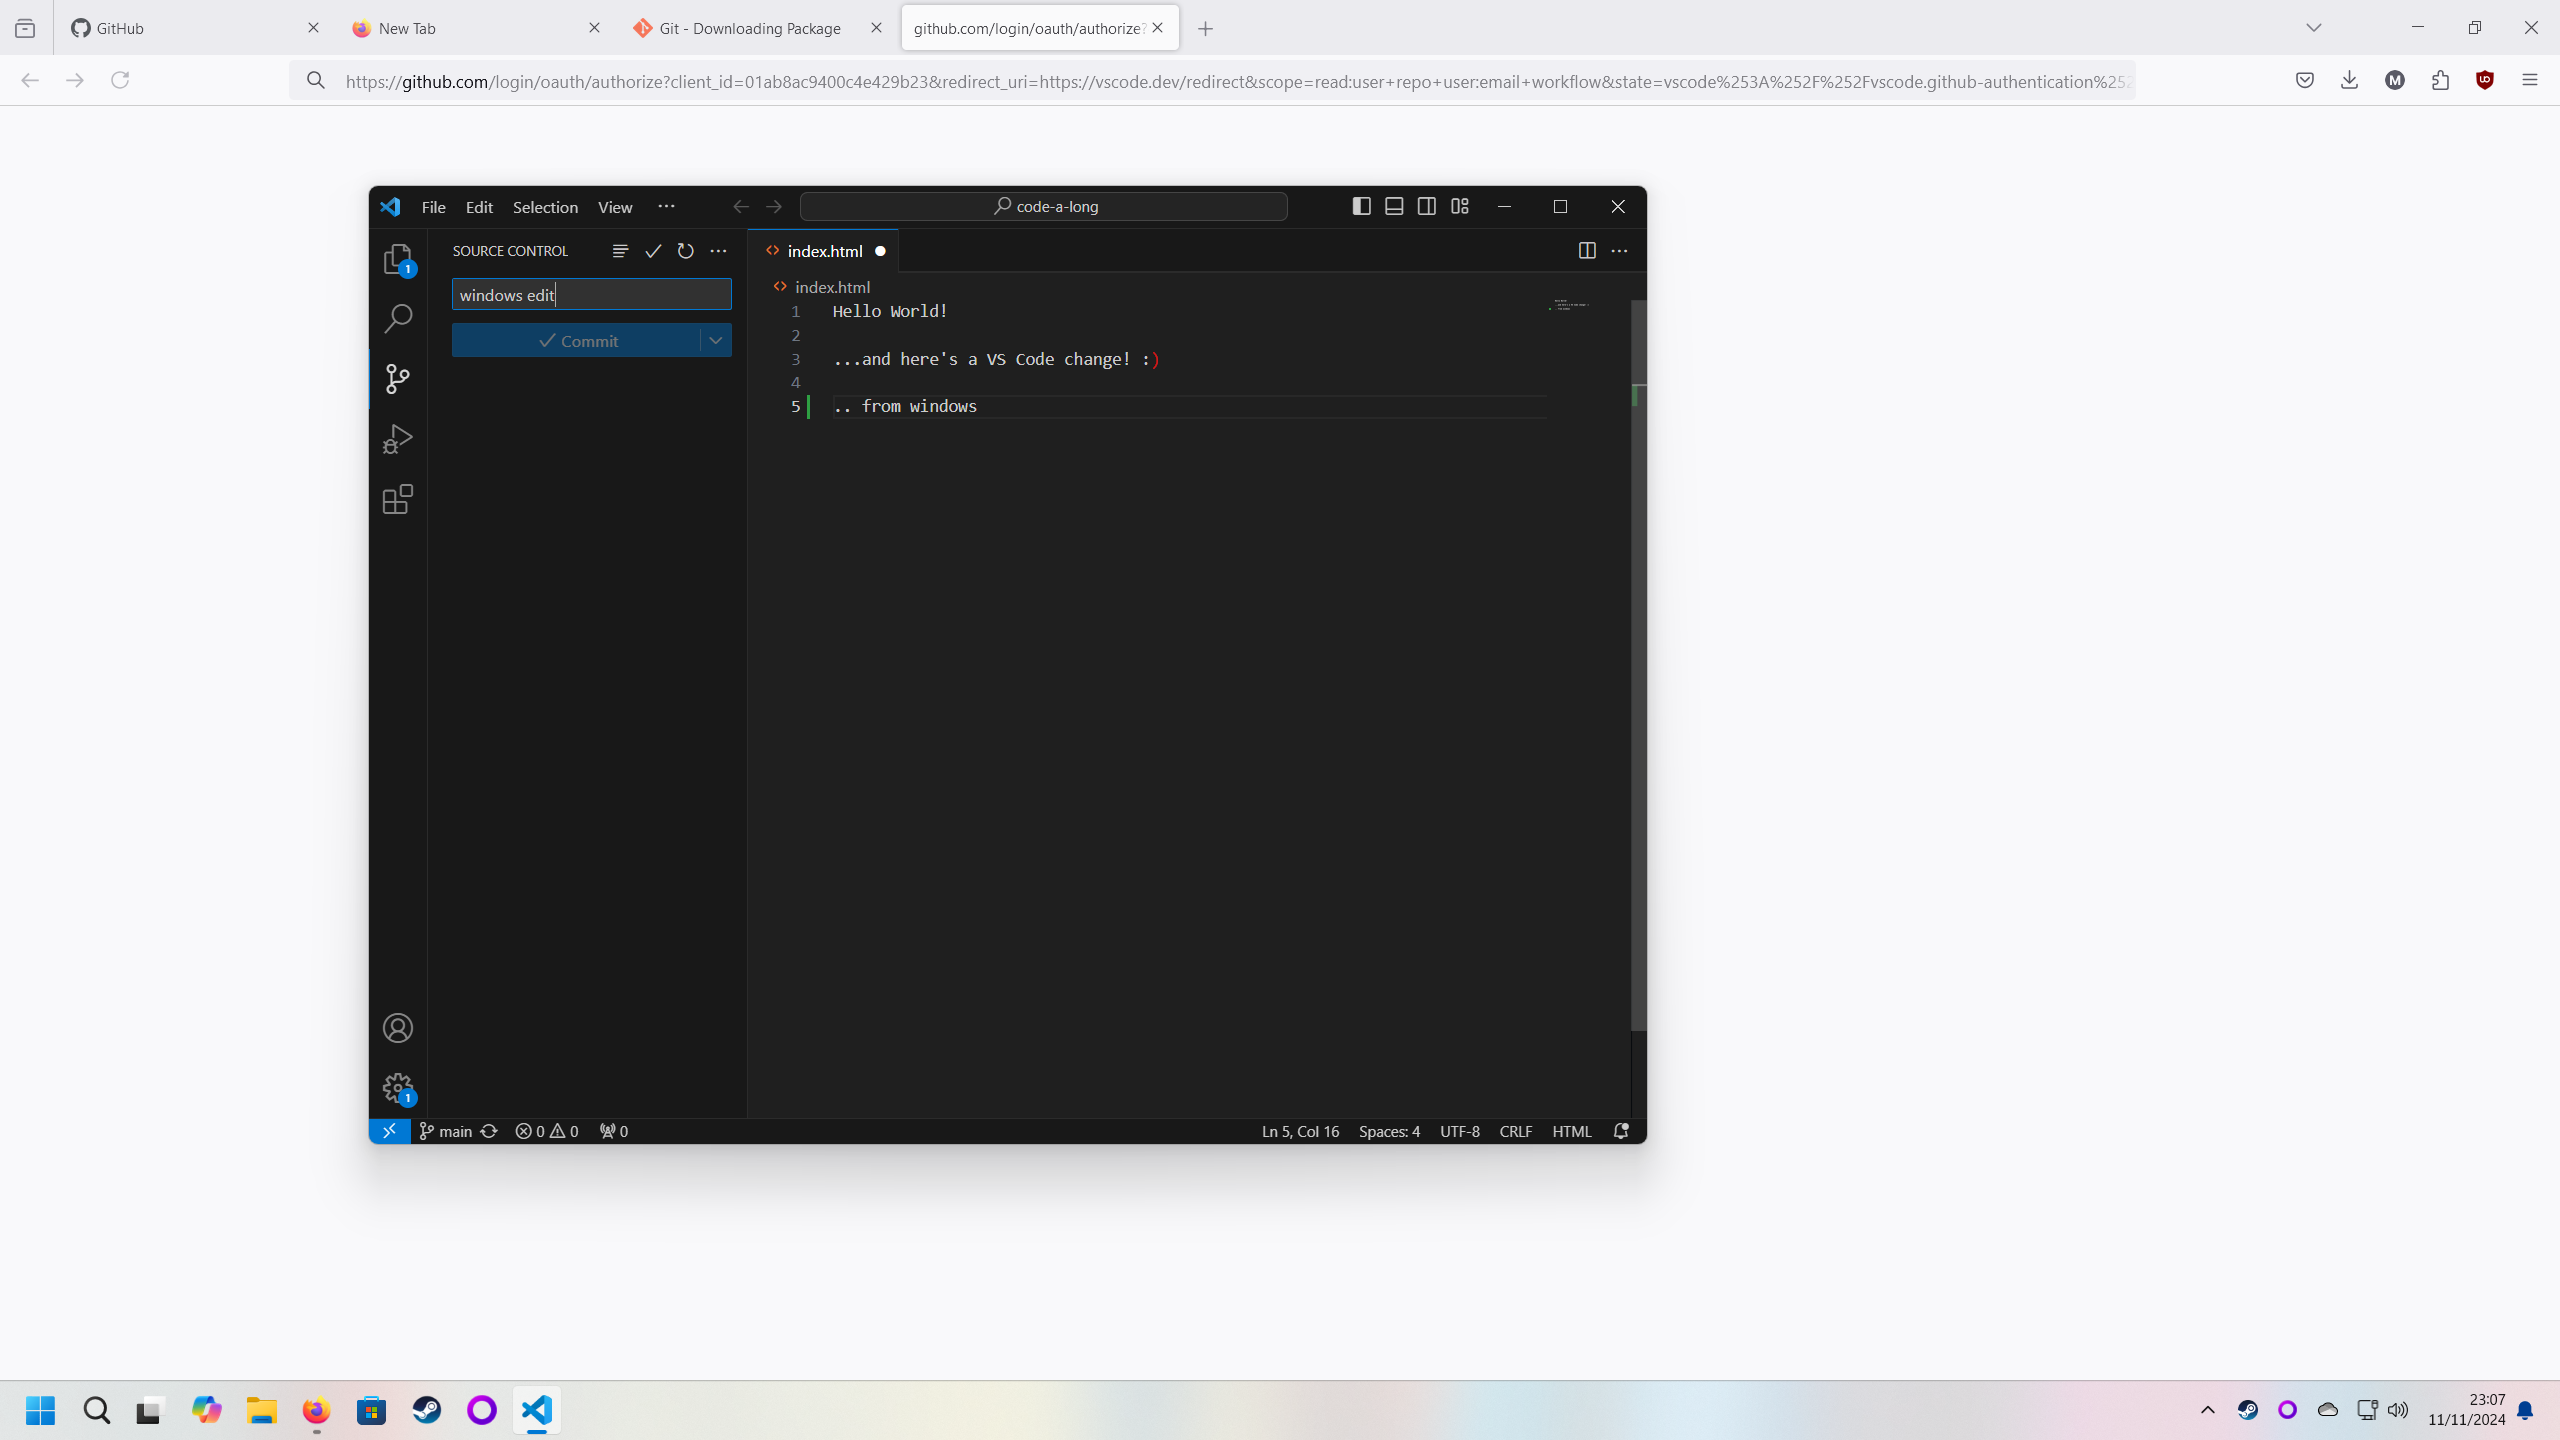 GitHub
New Tab
Git - Downloading Package
github.com/login/oauth/authorize?
https://github.com/login/oauth/authorize?client_id=01ab8ac9400c4e429b23&redirect_uri=https://vscode.dev/redirect&scope=read:user+repo+user:email+workflow&state=vscode%253A%252F%252Fvscode.github-authentication%252
M
File
Edit
Selection
View
code-a-long
SOURCE CONTROL
index.html
1
windows edit
index.html
Commit
1 Hello World!
2
3 ...and here's a VS Code change! :)
4
5 .. from windows
1
main
0
0
0
Ln 5, Col 16
Spaces: 4
UTF-8
CRLF
HTML
23:07
11/11/2024